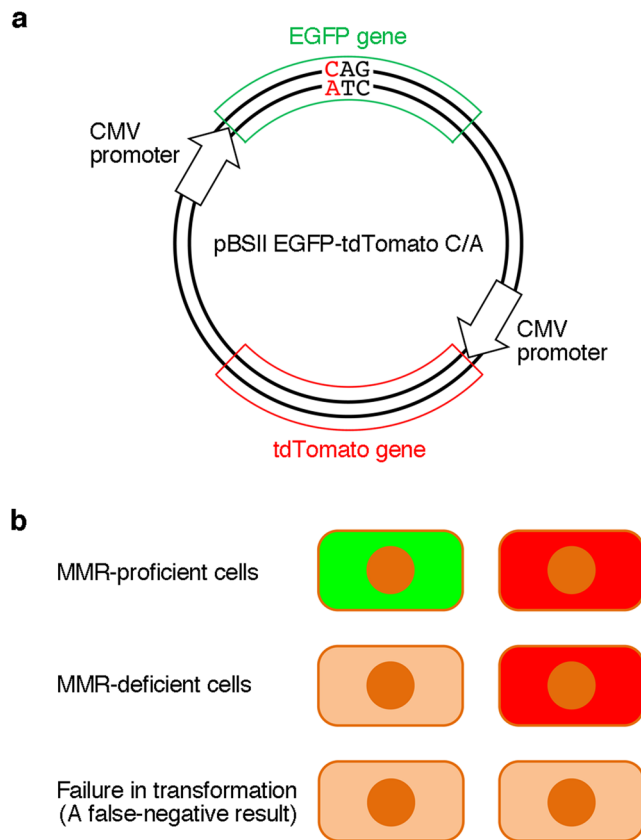 a
EGFP gene
CAG
ATC
CMV
promoter
pBSII EGFP-tdTomato C/A
CMV
promoter
tdTomato gene
b
MMR-proficient cells
MMR-deficient cells
Failure in transformation
(A false-negative result)